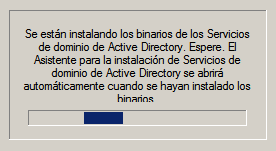 Se están instalando los binarios de los Servicios
de dominio de Active Directory. Espere. El
Asistente para la instalación de Servicios de
dominio de Active Directory se abrirá
automáticamente cuando se hayan instalado los
binarios